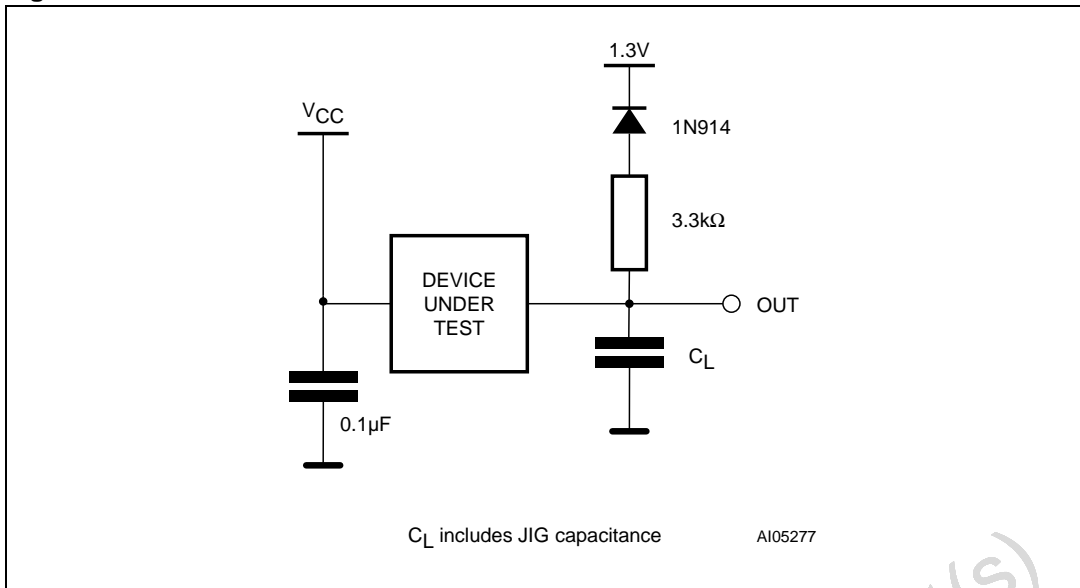 1.3V
VCC
1N914
3.3kΩ
DEVICE
UNDER
TEST
OUT
CL
0.1µF
CL includes JIG capacitance
AI05277
(s)